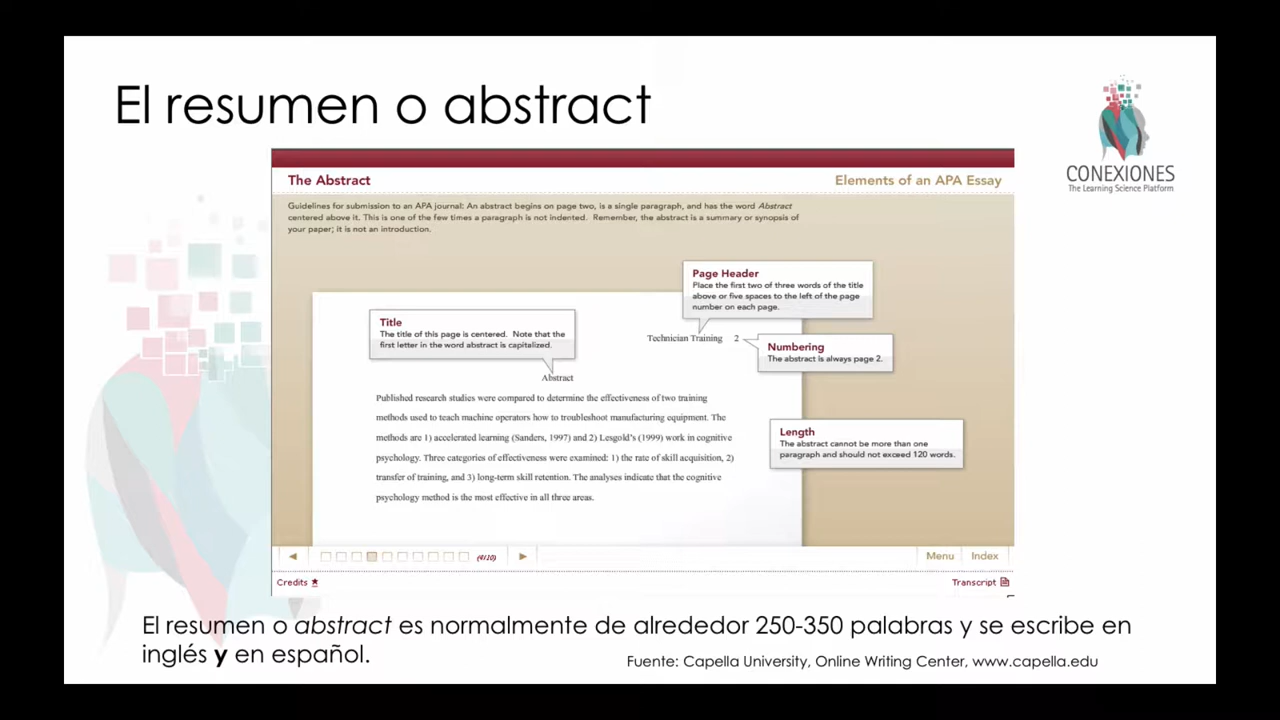 El resumen o abstract
CONEXIONES
The Learning Science Platform
The Abstract
Elements of an APA Essay
Guidelines for submission to an APA journal: An abstract begins on page two, is a single paragraph, and has the word Abstract
centered above it. This is one of the few times a paragraph is not indented. Remember, the abstract is a summary or synopsis of
your paper; it is not an introduction.
Page Header
Place the first two of three words of the title
above or five spaces to the left of the page
number on each page.
Title
The title of this page is centered. Note that the
first letter in the word abstract is capitalized.
Technician Training 2
Numbering
The abstract is always page 2.
Abstract
Published research studies were compared to determine the effectiveness of two training
methods used to teach machine operators how to troubleshoot manufacturing equipment. The
methods are 1) accelerated learning (Sanders, 1997) and 2) Lesgold's (1999) work in cognitive
psychology. Three categories of effectiveness were examined: 1) the rate of skill acquisition, 2)
transfer of training, and 3) long-term skill retention. The analyses indicate that the cognitive
psychology method is the most effective in all three areas.
Length
The abstract cannot be more than one
paragraph and should not exceed 120 words.
(4/10)
Menu
Index
Credits
Transcript
El resumen o abstract es normalmente de alrededor 250-350 palabras y se escribe en
inglés y en español.
Fuente: Capella University, Online Writing Center, www.capella.edu